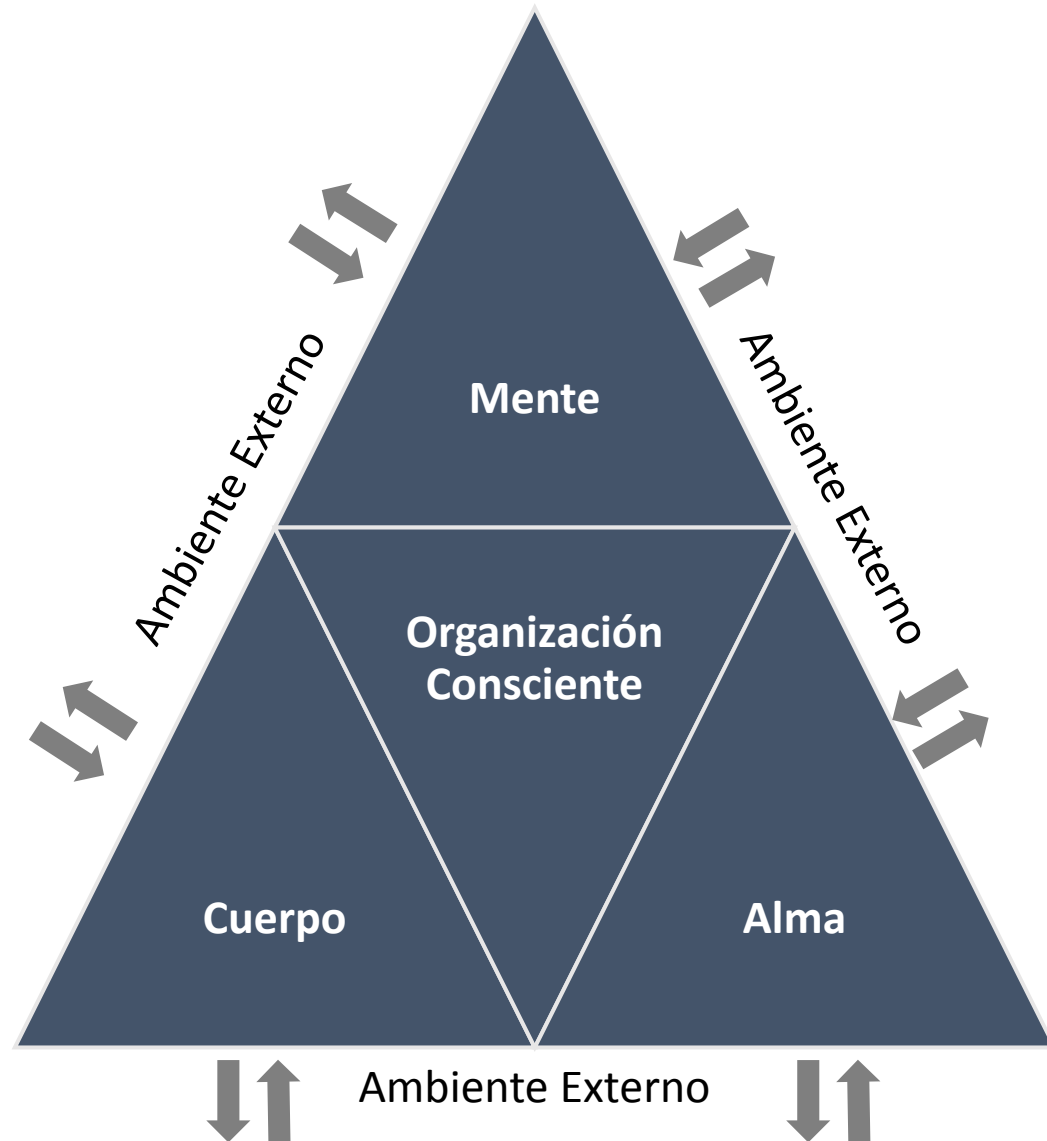 Ambiente Externo
Ambiente Externo
Mente
Organización
Consciente
Cuerpo
Alma
Ambiente Externo